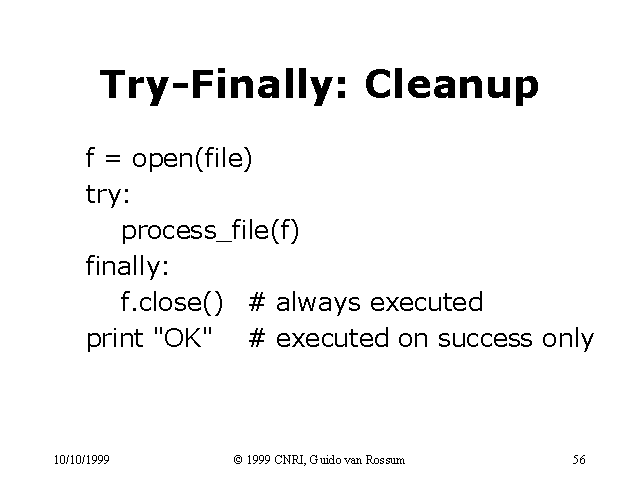 Try-Finally: Cleanup
f = open(file)
try:
process_file(f)
finally:
f.close() # always executed
print "OK" # executed on success only
10/10/1999 © 1999 CNRI, Guido van Rossum 56